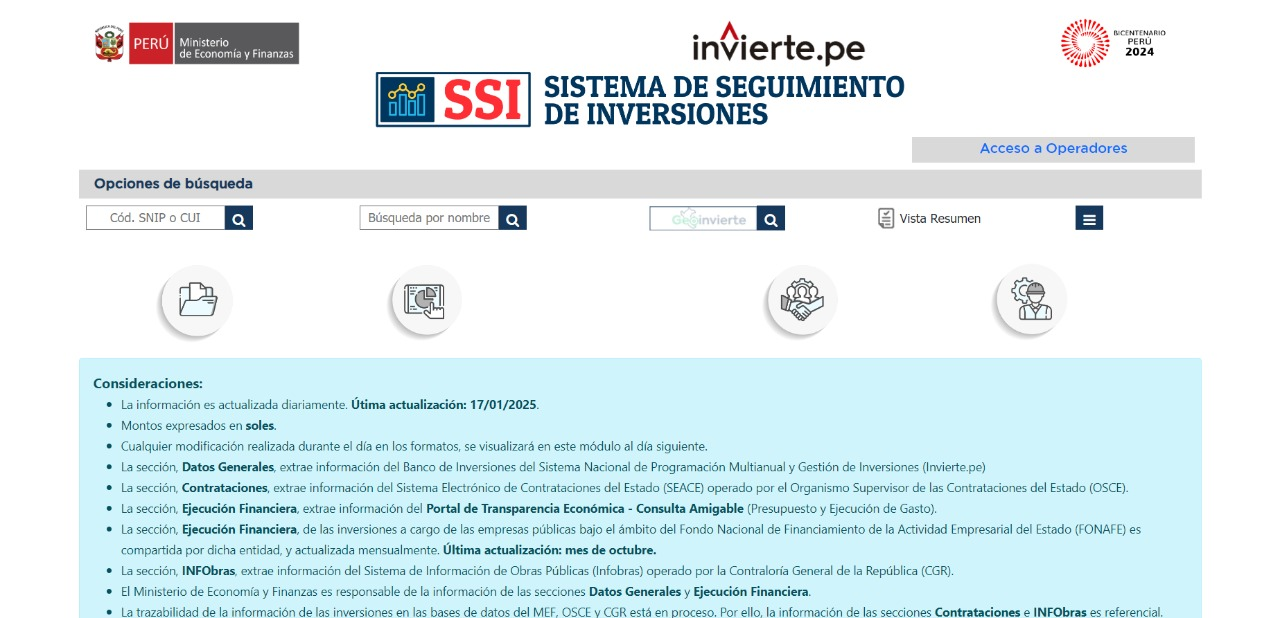 PERÚ
Ministerio
de Economía y Finanzas
invierte.pe
BICENTENARIO
PERÚ
2024
SSI
SISTEMA DE SEGUIMIENTO
DE INVERSIONES
Acceso a Operadores
Opciones de búsqueda
Cód. SNIP o CUI
Búsqueda por nombre
Geoinvierte
Vista Resumen
Consideraciones:
La información es actualizada diariamente. Útima actualización: 17/01/2025.
Montos expresados en soles.
Cualquier modificación realizada durante el día en los formatos, se visualizará en este módulo al día siguiente.
La sección, Datos Generales, extrae información del Banco de Inversiones del Sistema Nacional de Programación Multianual y Gestión de Inversiones (Invierte.pe)
La sección, Contrataciones, extrae información del Sistema Electrónico de Contrataciones del Estado (SEACE) operado por el Organismo Supervisor de las Contrataciones del Estado (OSCE).
La sección, Ejecución Financiera, extrae información del Portal de Transparencia Económica - Consulta Amigable (Presupuesto y Ejecución de Gasto).
La sección, Ejecución Financiera, de las inversiones a cargo de las empresas públicas bajo el ámbito del Fondo Nacional de Financiamiento de la Actividad Empresarial del Estado (FONAFE) es
compartida por dicha entidad, y actualizada mensualmente. Última actualización: mes de octubre.
La sección, INFObras, extrae información del Sistema de Información de Obras Públicas (Infobras) operado por la Contraloría General de la República (CGR).
El Ministerio de Economía y Finanzas es responsable de la información de las secciones Datos Generales y Ejecución Financiera.
La trazabilidad de la información de las inversiones en las bases de datos del MEF, OSCE y CGR está en proceso. Por ello, la información de las secciones Contrataciones e INFObras es referencial.